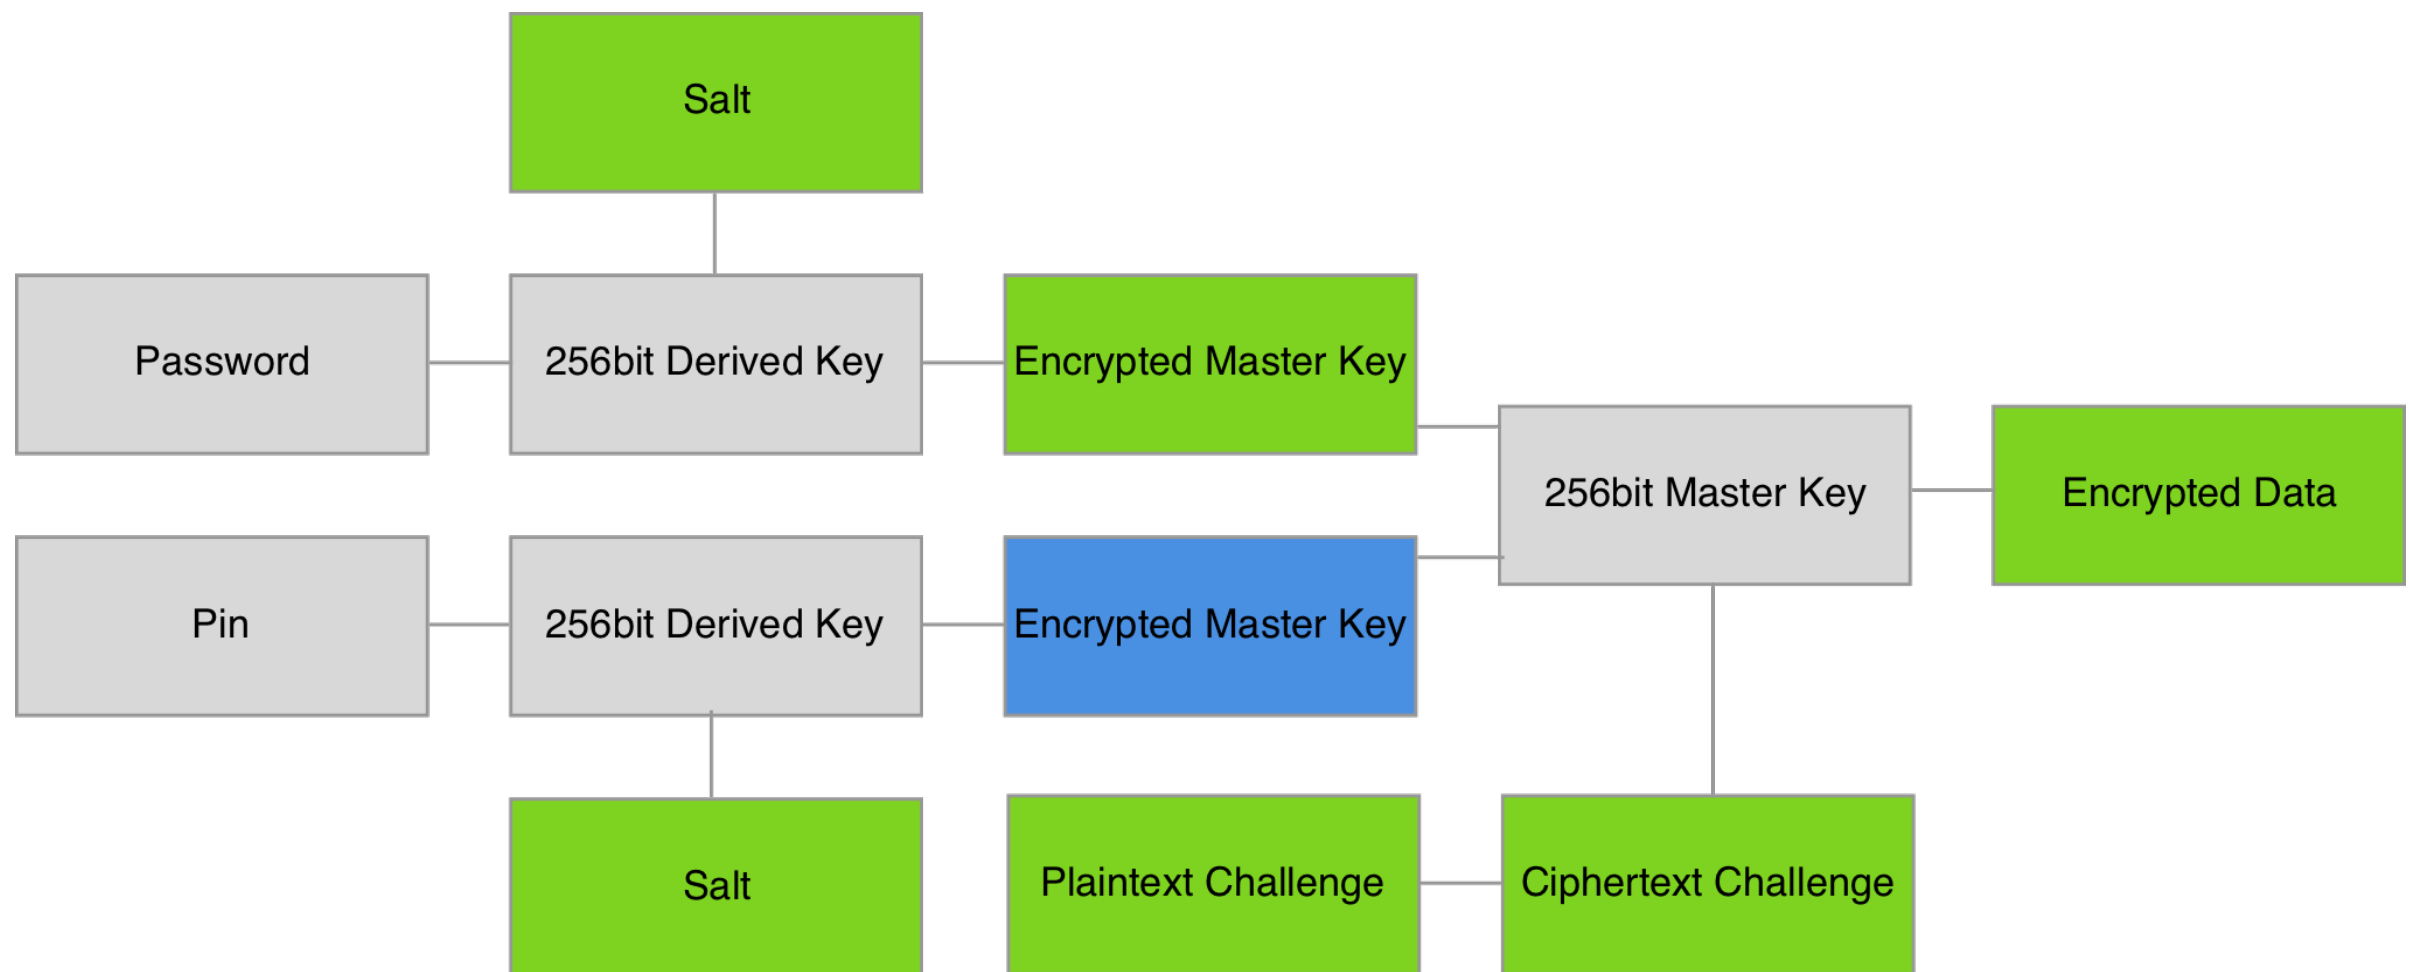 Salt
Password
256bit Derived Key
Encrypted Master Key
256bit Master Key
Encrypted Data
Pin
256bit Derived Key
Encrypted Master Key
Salt
Plaintext Challenge
Ciphertext Challenge